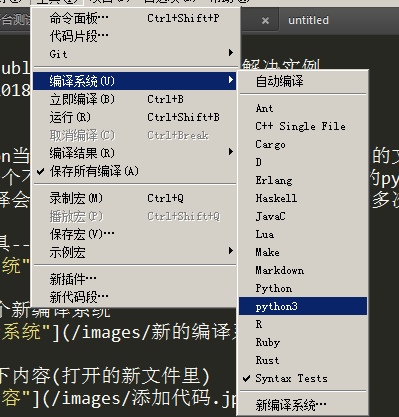 台测
untitled
命令面板… Ctrl+Shift+P
代码片段…
Git
编译系统(U)
立即编译(B) Ctrl+B
运行(R) Ctrl+Shift+B
取消编译(C) Ctrl+Break
编译结果(R)
保存所有编译(A)
录制宏(M) Ctrl+Q
播放宏(P) Ctrl+Shift+Q
保存宏(V)…
示例宏
新插件…
新代码段…
自动编译
Ant
C++ Single File
Cargo
D
Erlang
Haskell
JavaC
Lua
Make
Markdown
Python
python3
R
Ruby
Rust
Syntax Tests
新编译系统…
ubl
解决实例
018
on当
的文
个
的py
译会
多次
具--
统"
个新编译系统
系统"](/images/新的编译系
下内容(打开的新文件里)
容"](/images/添加代码.jp